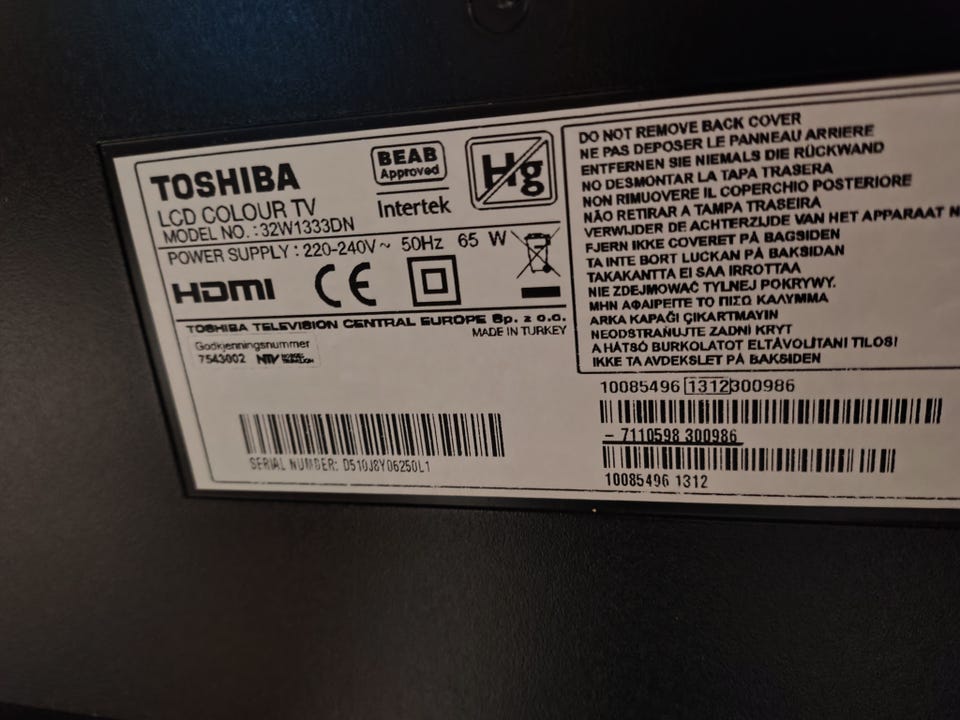 TOSHIBA
LCD COLOUR TV
MODEL NO.: 32W1333DN
BEAB
Approved
Intertek
Hg
POWER SUPPLY : 220-240V ~ 50Hz 65 W
HDMI CE
TOSHIBA TELEVISION CENTRAL EUROPE Sp. z o.o.
MADE IN TURKEY
Godkjenningsnummer
7543002 NTV
SERIAL NUMBER: D510J8Y06250L1
DO NOT REMOVE BACK COVER
NE PAS DEPOSER LE PANNEAU ARRIERE
ENTFERNEN SIE NIEMALS DIE RÜCKWAND
NO DESMONTAR LA TAPA TRASERA
NON RIMUOVERE IL COPERCHIO POSTERIORE
NÃO RETIRAR A TAMPA TRASEIRA
VERWIJDER DE ACHTERZIJDE VAN HET APPARAAT N
FJERN IKKE COVERET PÅ BAGSIDEN
TA INTE BORT LUCKAN PÅ BAKSIDAN
TAKAKANTTA EI SAA IRROTTAA
NIE ZDEJMOWAĆ TYLNEJ POKRYWY.
ΜΗΝ ΑΦΑΙΡΕΙΤΕ ΤΟ ΠΙΣΩ ΚΑΛΥΜΜΑ
ARKA KAPAĞI ÇIKARTMAYIN
NEODSTRAŇUJTE ZADNÍ KRYT
A HÁTSÓ BURKOLATOT ELTÁVOLÍTANI TILOS!
IKKE TA AVDEKSLET PÅ BAKSIDEN
10085496 1312 300986
- 7110598 300986
10085496 1312